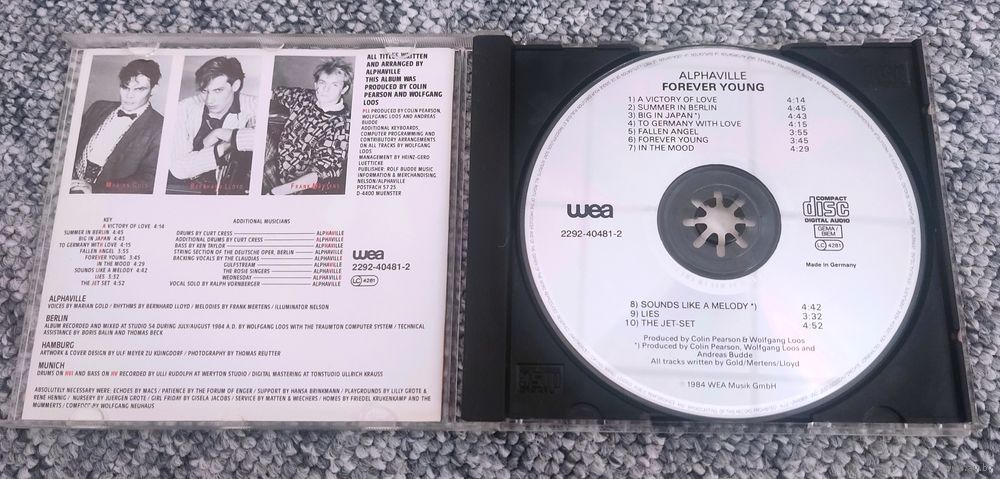 MARIAN GOLD
BERNHARD LLOYD
FRANK MERTENS
ALL TITLES WRITTEN
AND ARRANGED BY
ALPHAVILLE
THIS ALBUM WAS
PRODUCED BY COLIN
PEARSON AND WOLFGANG
LOOS
PRODUCED BY COLIN PEARSON,
WOLFGANG LOOS AND ANDREAS
BUDDE
ADDITIONAL KEYBOARDS,
COMPUTER PROGRAMMING AND
CONTRIBUTORY ARRANGEMENTS
ON ALL TRACKS BY WOLFGANG
LOOS
MANAGEMENT BY HEINZ-GERD
LUETTICKE
PUBLISHER: ROLF BUDDE MUSIC
INFORMATION & MERCHANDISING
NELSON/ALPHAVILLE
POSTFACH 57 25
D-4400 MUENSTER
KEY
A VICTORY OF LOVE 4:14
SUMMER IN BERLIN 4:45
BIG IN JAPAN 4:43
TO GERMANY WITH LOVE 4:15
FALLEN ANGEL 3:55
FOREVER YOUNG 3:45
IN THE MOOD 4:29
SOUNDS LIKE A MELODY 4:42
LIES 3:32
THE JET SET 4:52
ADDITIONAL MUSICIANS
DRUMS BY CURT CRESS ALPHAVILLE
ADDITIONAL DRUMS BY CURT CRESS ALPHAVILLE
BASS BY KEN TAYLOR ALPHAVILLE
STRING SECTION OF THE DEUTSCHE OPER, BERLIN ALPHAVILLE
BACKING VOCALS BY THE CLAUDIAS ALPHAVILLE
GULFSTREAM ALPHAVILLE
THE ROSIE SINGERS ALPHAVILLE
WEDNESDAY ALPHAVILLE
VOCAL SOLO BY RALPH VORNBERGER ALPHAVILLE
wea
2292-40481-2
LC 4281
ALPHAVILLE
VOICES BY MARIAN GOLD / RHYTHMS BY BERNHARD LLOYD / MELODIES BY FRANK MERTENS / ILLUMINATOR NELSON
BERLIN
ALBUM RECORDED AND MIXED AT STUDIO 54 DURING JULY/AUGUST 1984 A.D. BY WOLFGANG LOOS WITH THE TRAUMTON COMPUTER SYSTEM / TECHNICAL
ASSISTANCE BY BORIS BALIN AND THOMAS BECK
HAMBURG
ARTWORK & COVER DESIGN BY ULF MEYER ZU KUINGDORF / PHOTOGRAPHY BY THOMAS REUTTER
MUNICH
DRUMS ON AND BASS ON RECORDED BY ULLI RUDOLPH AT WERYTON STUDIO / DIGITAL MASTERING AT TONSTUDIO ULLRICH KRAUSS
ABSOLUTELY NECESSARY WERE: ECHOES BY MACS / PATIENCE BY THE FORUM OF ENGER / SUPPORT BY HANSA BRINKMANN / PLAYGROUNDS BY LILLY GROTE &
RENE HENNIG / NURSERY BY JUERGEN GROTE / GIRL FRIDAY BY GISELA JACOBS / SERVICE BY MATTEN & WIECHERS / HOMES BY FRIEDEL KRUKENKAMP AND THE
MUMMERTS / COMFORT BY WOLFGANG NEUHAUS
ALPHAVILLE
FOREVER YOUNG
1) A VICTORY OF LOVE 4:14
2) SUMMER IN BERLIN 4:45
3) BIG IN JAPAN *) 4:43
4) TO GERMANY WITH LOVE 4:15
5) FALLEN ANGEL 3:55
6) FOREVER YOUNG 3:45
7) IN THE MOOD 4:29
wea
2292-40481-2
COMPACT
disc
DIGITAL AUDIO
GEMA/
BIEM
LC 4281
Made in Germany
8) SOUNDS LIKE A MELODY *) 4:42
9) LIES 3:32
10) THE JET-SET 4:52
Produced by Colin Pearson & Wolfgang Loos
*) Produced by Colin Pearson, Wolfgang Loos and
Andreas Budde
All tracks written by Gold/Mertens/Lloyd
℗ 1984 WEA Musik GmbH